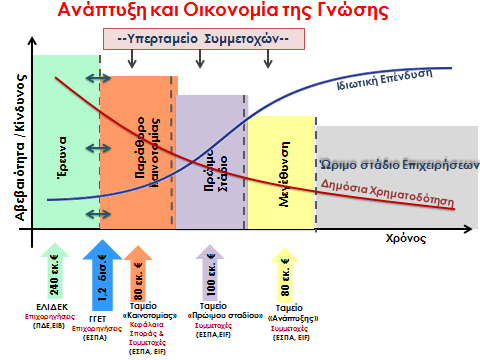 Ανάπτυξη και Οικονομία της Γνώσης
--Υπερταμείο Συμμετοχών--
Αβεβαιότητα / Κίνδυνος
Έρευνα
Παράθυρο
Καινοτομίας
Πρώιμο
Στάδιο
Μεγέθυνση
Ιδιωτική Επένδυση
Ώριμο στάδιο Επιχειρήσεων
Δημόσια Χρηματοδότηση
Χρόνος
240 εκ. €
1,2 δισ.€
80 εκ. €
100 εκ. €
80 εκ. €
ΕΛΙΔΕΚ
Επιχορηγήσεις
(ΠΔΕ,ΕΙΒ)
ΓΓΕΤ
Επιχορηγήσεις
(ΕΣΠΑ)
Ταμείο
«Καινοτομίας»
Κεφάλαια
Σποράς &
Συμμετοχές
(ΕΣΠΑ, EIF)
Ταμείο
«Πρώιμου σταδίου»
Συμμετοχές
(ΕΣΠΑ,EIF)
Ταμείο
«Ανάπτυξης»
Συμμετοχές
(ΕΣΠΑ, EIF)